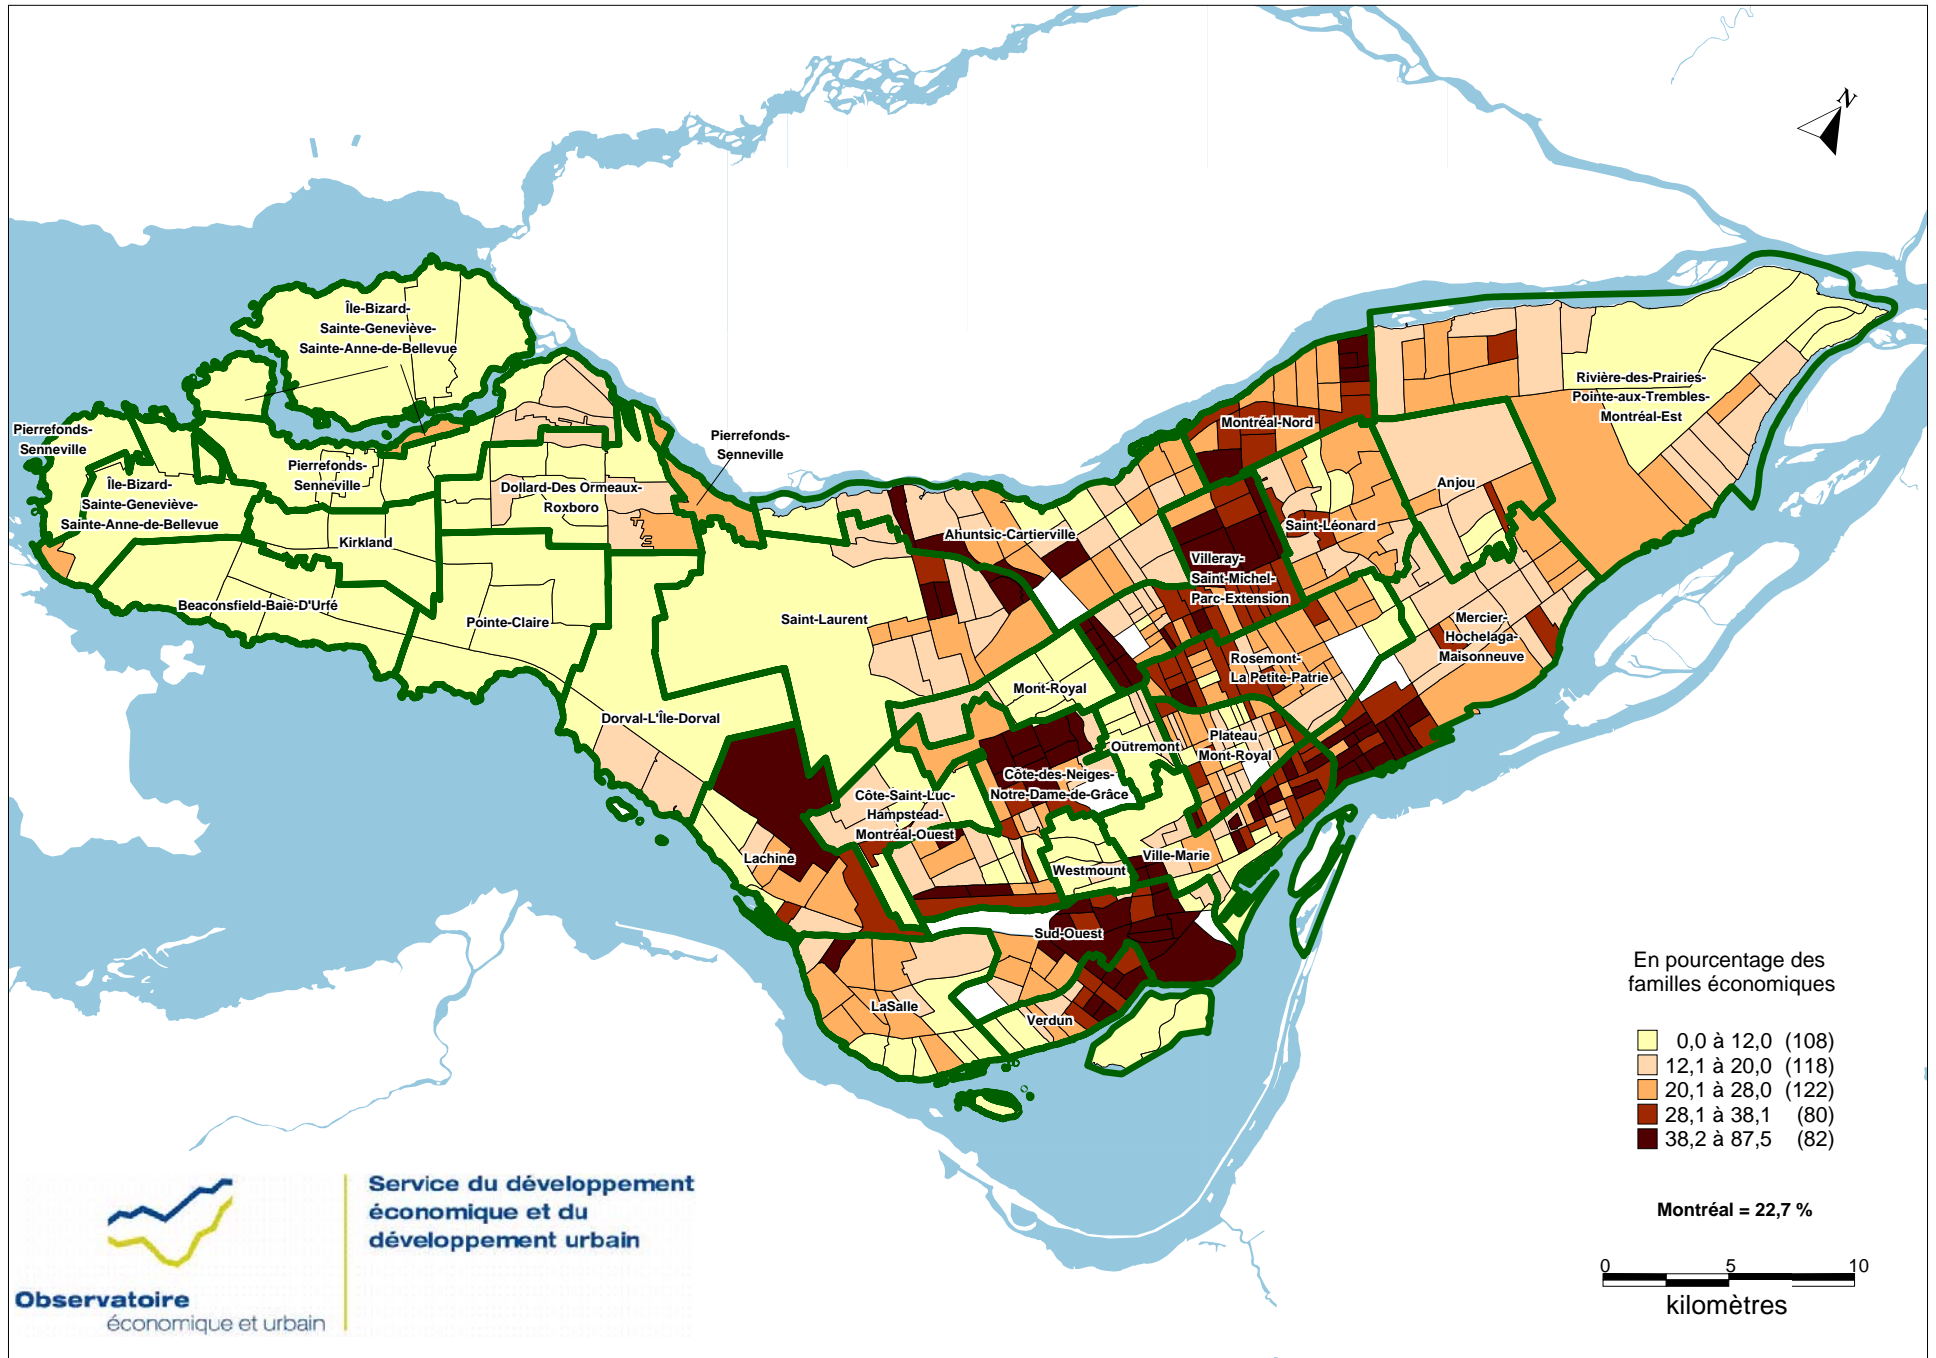 N
Île-Bizard-
Sainte-Geneviève-
Sainte-Anne-de-Bellevue
Pierrefonds-
Senneville
Île-Bizard-
Sainte-Geneviève-
Sainte-Anne-de-Bellevue
Pierrefonds-
Senneville
Kirkland
Beaconsfield-Baie-D'Urfé
Dollard-Des Ormeaux-
Roxboro
Pointe-Claire
Pierrefonds-
Senneville
Dorval-L'Île-Dorval
Saint-Laurent
Ahuntsic-Cartierville
Montréal-Nord
Rivière-des-Prairies-
Pointe-aux-Trembles-
Montréal-Est
Anjou
Saint-Léonard
Villeray-
Saint-Michel-
Parc-Extension
Mercier-
Hochelaga-
Maisonneuve
Rosemont-
La Petite-Patrie
Mont-Royal
Outremont
Plateau
Mont-Royal
Côte-des-Neiges-
Notre-Dame-de-Grâce
Côte-Saint-Luc-
Hampstead-
Montréal-Ouest
Lachine
Westmount
Ville-Marie
Sud-Ouest
LaSalle
Verdun
En pourcentage des
familles économiques
0,0 à 12,0 (108)
12,1 à 20,0 (118)
20,1 à 28,0 (122)
28,1 à 38,1 (80)
38,2 à 87,5 (82)
Montréal = 22,7 %
0 5 10
kilomètres
Service du développement
économique et du
développement urbain
Observatoire
économique et urbain